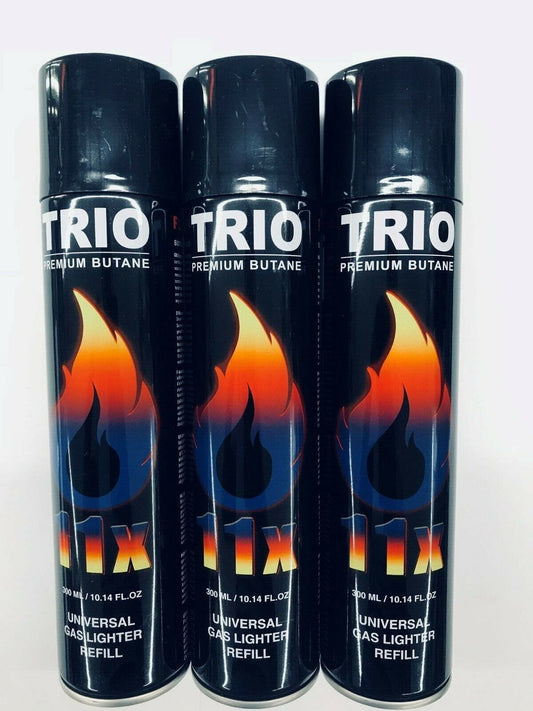 TRIO
PREMIUM BUTANE
11x
300 ML / 10.14 FL.OZ
UNIVERSAL
GAS LIGHTER
REFILL
TRIO
PREMIUM BUTANE
11x
300 ML / 10.14 FL.OZ
UNIVERSAL
GAS LIGHTER
REFILL
TRIO
PREMIUM BUTANE
11x
300 ML / 10.14 FL.OZ
UNIVERSAL
GAS LIGHTER
REFILL